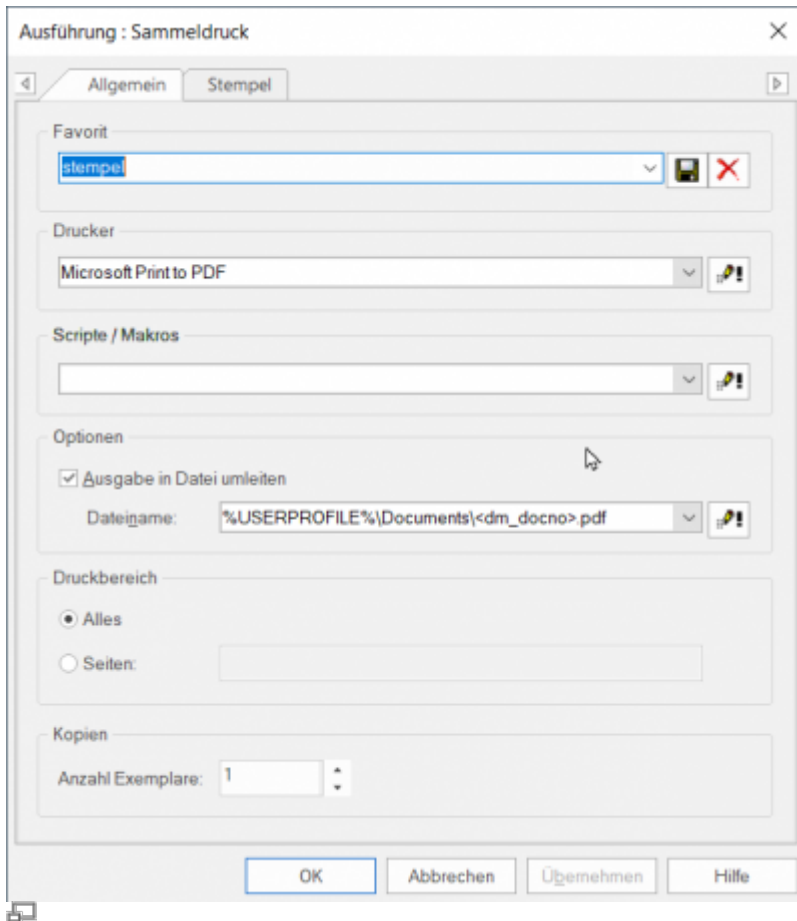 Ausführung : Sammeldruck
Allgemein Stempel
Favorit
stempel
Drucker
Microsoft Print to PDF
Scripte / Makros
Optionen
Ausgabe in Datei umleiten
Dateiname: %USERPROFILE%\Documents\<dm_docno>.pdf
Druckbereich
Alles
Seiten:
Kopien
Anzahl Exemplare: 1
OK Abbrechen Übernehmen Hilfe